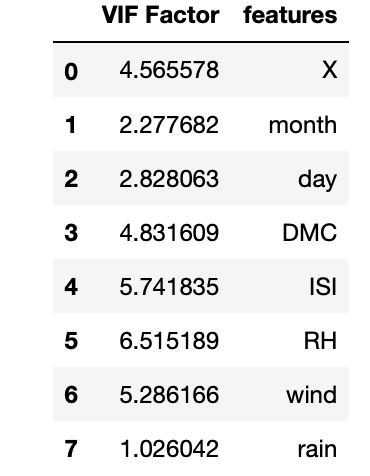 VIF Factor features
0 4.565578 X
1 2.277682 month
2 2.828063 day
3 4.831609 DMC
4 5.741835 ISI
5 6.515189 RH
6 5.286166 wind
7 1.026042 rain